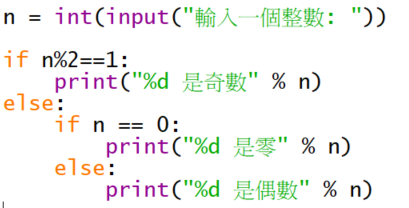 n = int(input("輸入一個整數: "))
if n%2==1:
    print("%d 是奇數" % n)
else:
    if n == 0:
        print("%d 是零" % n)
    else:
        print("%d 是偶數" % n)